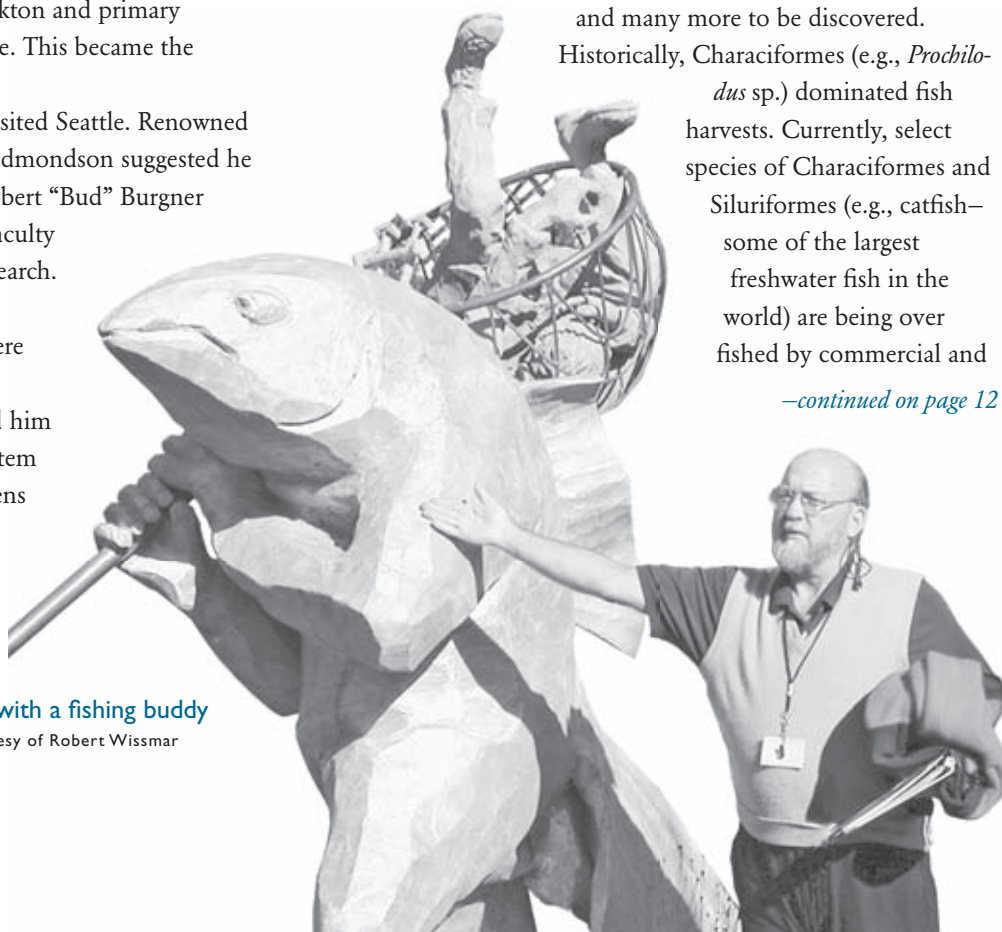 kton and primary
e. This became the
sited Seattle. Renowned
dmondson suggested he
bert “Bud” Burgner
aculty
earch.
ere
l him
tem
ens
with a fishing buddy
esy of Robert Wissmar
and many more to be discovered.
Historically, Characiformes (e.g., Prochilo-
dus sp.) dominated fish
harvests. Currently, select
species of Characiformes and
Siluriformes (e.g., catfish–
some of the largest
freshwater fish in the
world) are being over
fished by commercial and
–continued on page 12